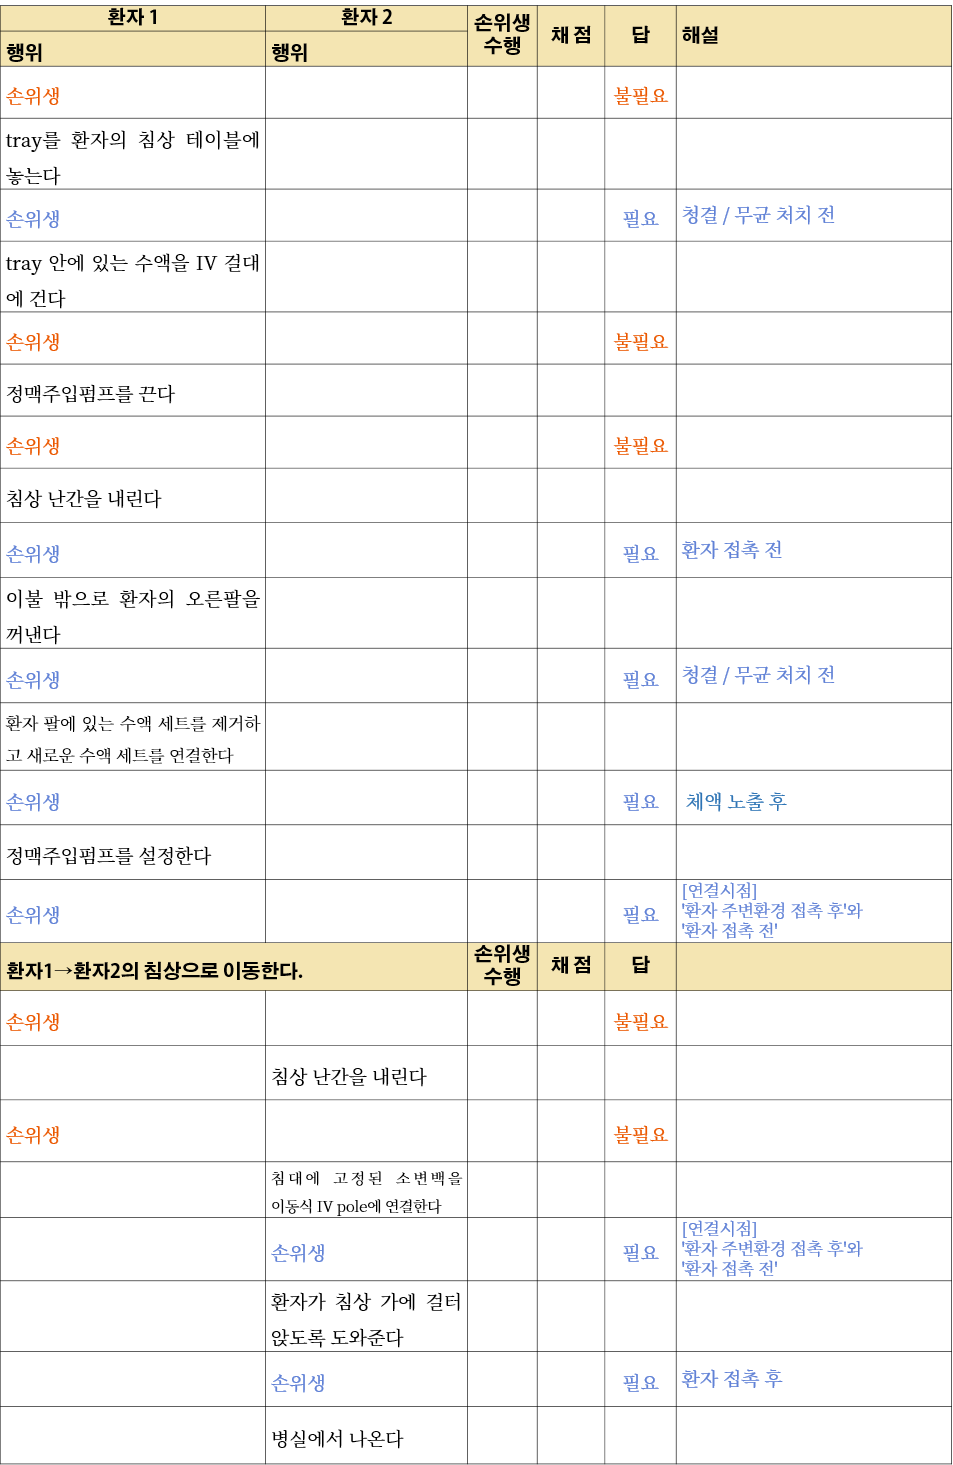 환자 1 환자 2 손위생 수행 채 점 답 해설
행위 행위
손위생 불필요
tray를 환자의 침상 테이블에
놓는다
손위생 필요 청결 / 무균 처치 전
tray 안에 있는 수액을 IV 걸대
에 건다
손위생 불필요
정맥주입펌프를 끈다
손위생 불필요
침상 난간을 내린다
손위생 필요 환자 접촉 전
이불 밖으로 환자의 오른팔을
꺼낸다
손위생 필요 청결 / 무균 처치 전
환자 팔에 있는 수액 세트를 제거하
고 새로운 수액 세트를 연결한다
손위생 필요 체액 노출 후
정맥주입펌프를 설정한다
손위생 필요 [연결시점]
'환자 주변환경 접촉 후'와
'환자 접촉 전'
환자1→환자2의 침상으로 이동한다. 손위생 수행 채 점 답
손위생 불필요
침상 난간을 내린다
손위생 불필요
침대에 고정된 소변백을
이동식 IV pole에 연결한다
손위생 필요 [연결시점]
'환자 주변환경 접촉 후'와
'환자 접촉 전'
환자가 침상 가에 걸터
앉도록 도와준다
손위생 필요 환자 접촉 후
병실에서 나온다